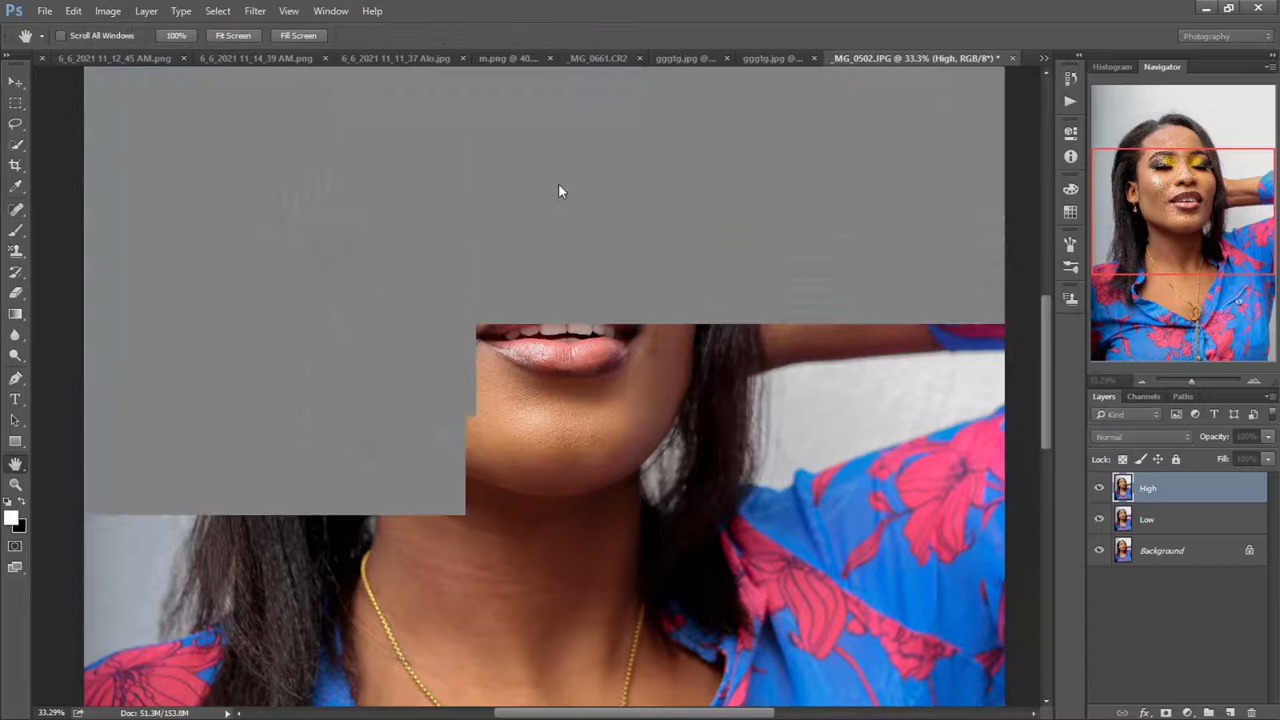 Ps File Edit Image Layer Type Select Filter 3D View Window Help
Scroll All Windows 100% Fit Screen Fill Screen Photography
6_6_2021 11_12_45 AM.png × 6_6_2021 11_14_39 AM.png × 6_6_2021 11_11_37 Alo.jpg × m.png @ 40.... × _MG_0661.CR2 × gggtg.jpg @... × gggtg.jpg @... × _MG_0502.JPG @ 33.3% (High, RGB/8*) * ×
Histogram Navigator
33.29%
Layers Channels Paths
Kind
Normal Opacity: 100%
Lock: Fill: 100%
High
Low
Background
33.29% Doc: 51.3M/153.8M